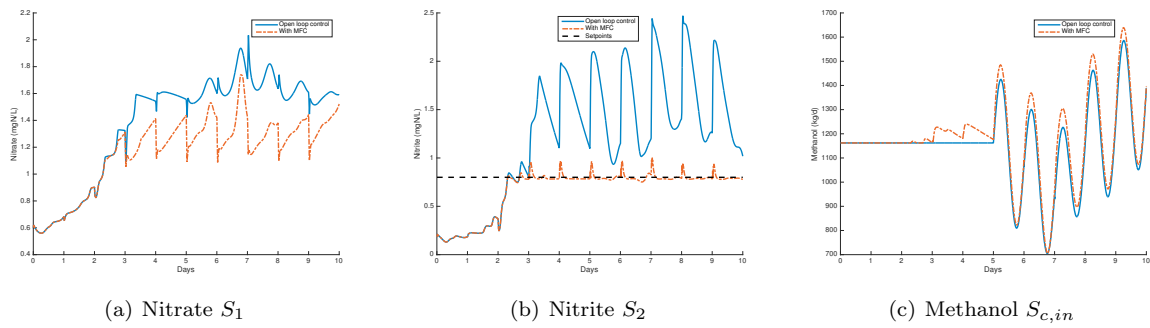 Open loop control
With MFC
Nitrate (mgN/L)
2.2
2
1.8
1.6
1.4
1.2
1
0.8
0.6
0.4
0 1 2 3 4 5 6 7 8 9 10
Days
(a) Nitrate S1
Open loop control
With MFC
Setpoints
Nitrite (mgN/L)
2.5
2
1.5
1
0.5
0
0 1 2 3 4 5 6 7 8 9 10
Days
(b) Nitrite S2
Open loop control
With MFC
Methanol (kg/d)
1700
1600
1500
1400
1300
1200
1100
1000
900
800
700
0 1 2 3 4 5 6 7 8 9 10
Days
(c) Methanol Sc,in